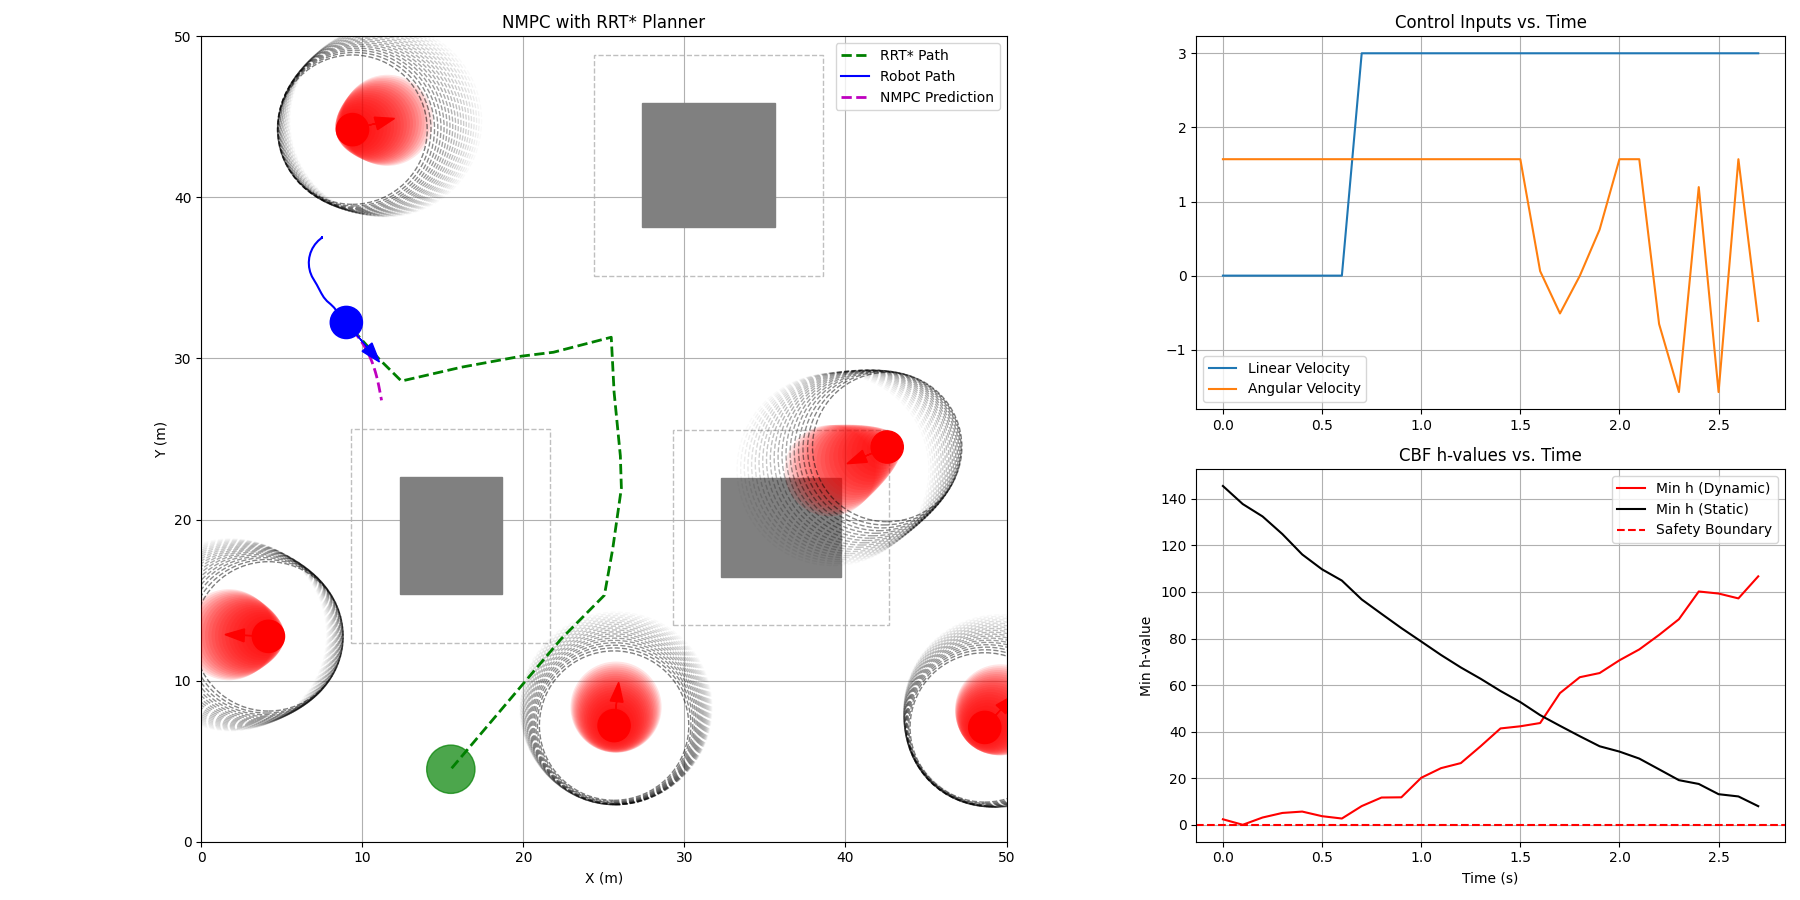 NMPC with RRT* Planner
50
40
30
20
10
0
Y (m)
0 10 20 30 40 50
X (m)
RRT* Path
Robot Path
NMPC Prediction
Control Inputs vs. Time
3
2
1
0
−1
0.0 0.5 1.0 1.5 2.0 2.5
Linear Velocity
Angular Velocity
CBF h-values vs. Time
140
120
100
80
60
40
20
0
Min h-value
0.0 0.5 1.0 1.5 2.0 2.5
Time (s)
Min h (Dynamic)
Min h (Static)
Safety Boundary